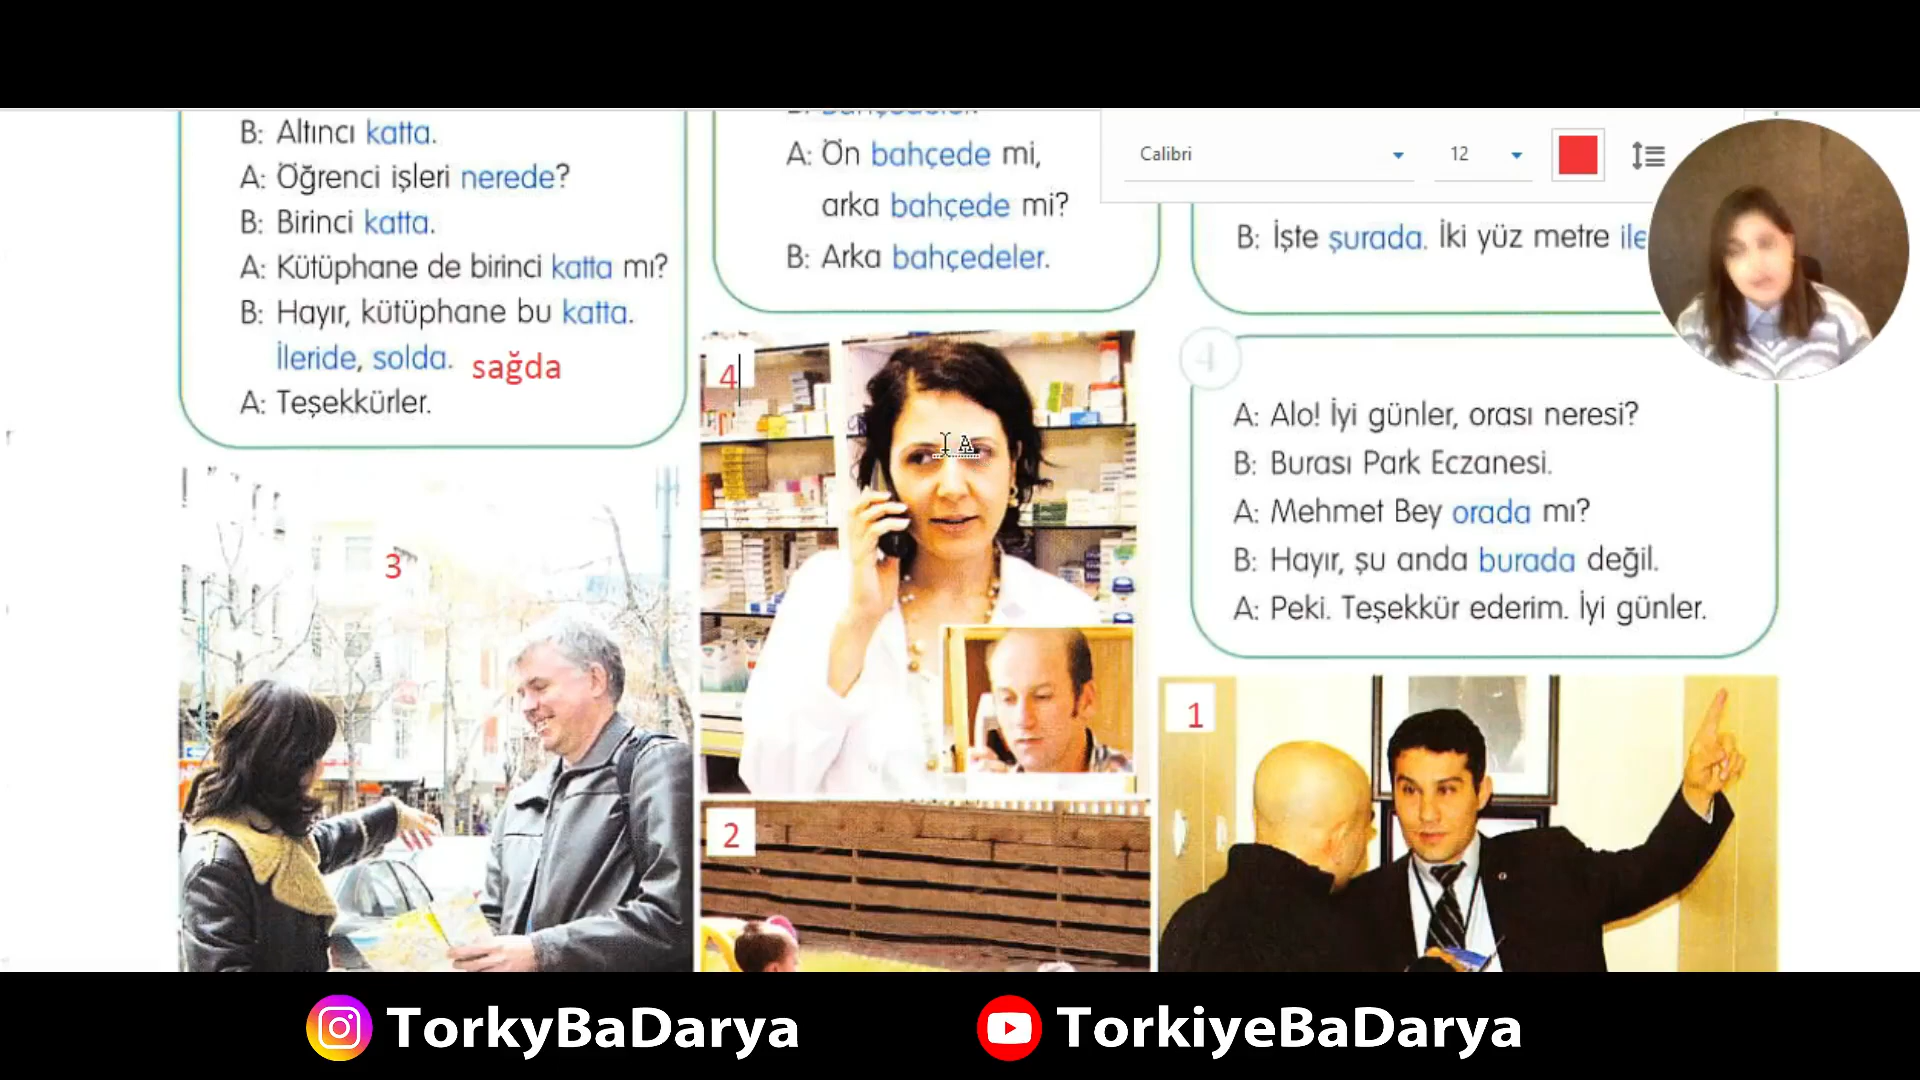 B: Altıncı katta.
A: Öğrenci işleri nerede?
B: Birinci katta.
A: Kütüphane de birinci katta mı?
B: Hayır, kütüphane bu katta.
İleride, solda. sağda
A: Teşekkürler.
A: Ön bahçede mi,
arka bahçede mi?
B: Arka bahçedeler.
Calibri
12
B: İşte şurada. İki yüz metre ile
4
A: Alo! İyi günler, orası neresi?
B: Burası Park Eczanesi.
A: Mehmet Bey orada mı?
B: Hayır, şu anda burada değil.
A: Peki. Teşekkür ederim. İyi günler.
4
3
2
1
TorkyBaDarya
TorkiyeBaDarya